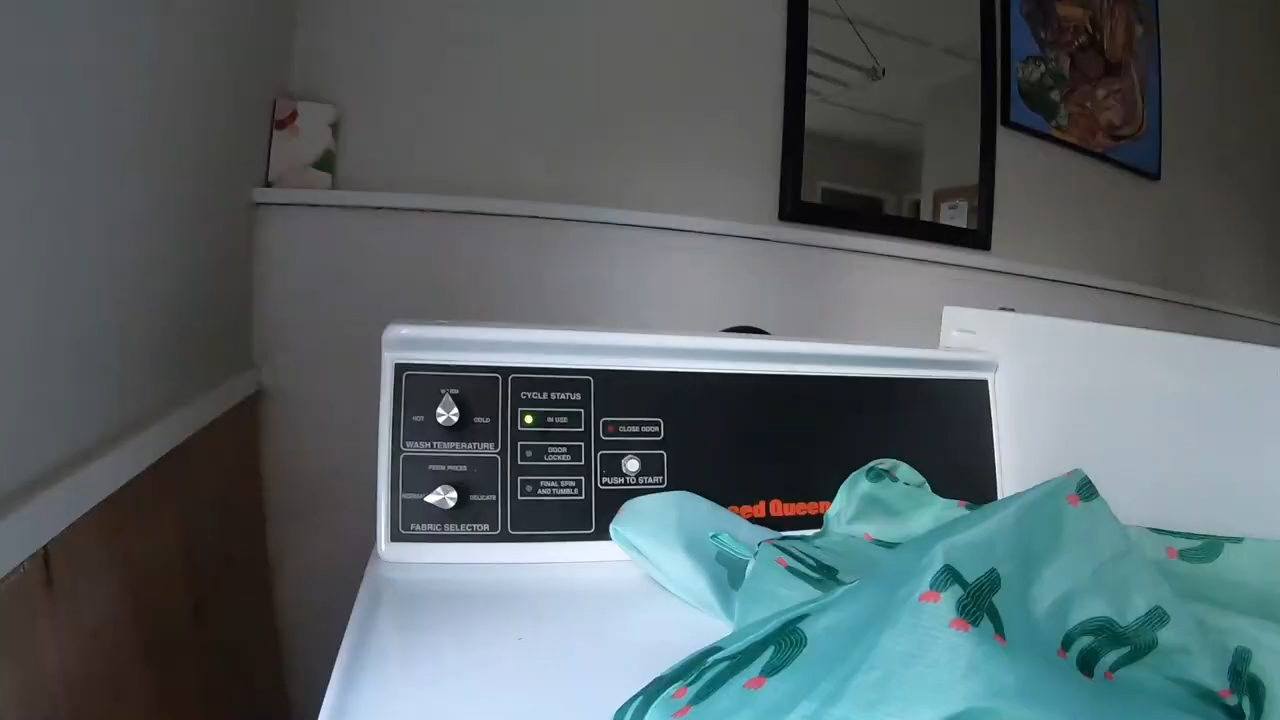 WARM
HOT
COLD
WASH TEMPERATURE
PERM PRESS
NORMAL
DELICATE
FABRIC SELECTOR
CYCLE STATUS
IN USE
DOOR
LOCKED
FINAL SPIN
AND TUMBLE
CLOSE DOOR
PUSH TO START
eed Queen